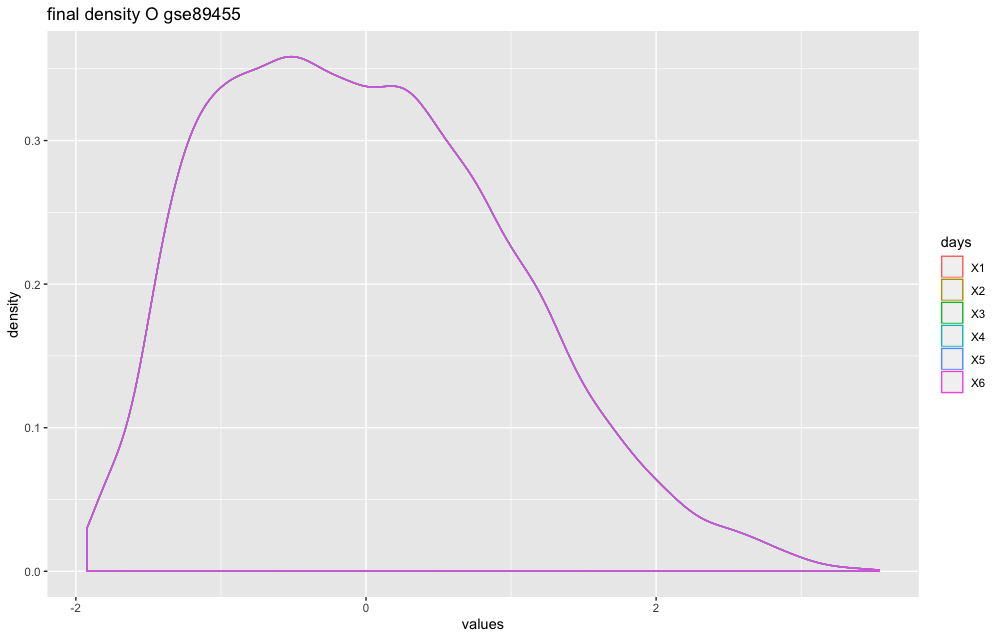 final density O gse89455
density
0.3
0.2
0.1
0.0
-2
0
2
values
days
X1
X2
X3
X4
X5
X6